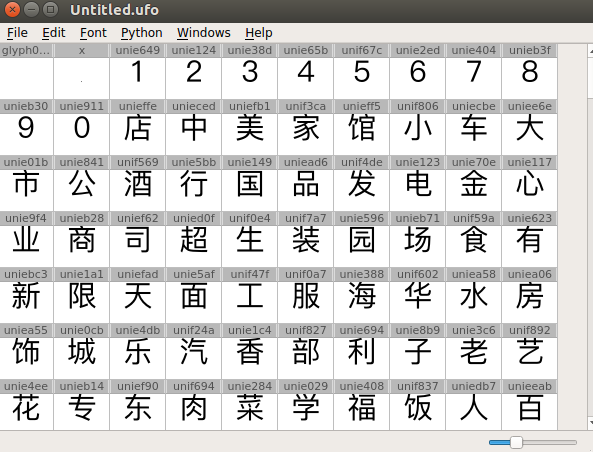 Untitled.ufo
File Edit Font Python Windows Help
glyph0... x unie649 unie124 unie38d unie65b unif67c unie2ed unie404 unieb3f
1 2 3 4 5 6 7 8
unieb30 unie911 unieffe unieced uniefb1 unif3ca unieff5 unif806 uniecbe uniee6e
9 0 店 中 美 家 馆 小 车 大
unie01b unie841 unif569 unie5bb unie149 uniead6 unif4de unie123 unie70e unie117
市 公 酒 行 国 品 发 电 金 心
unie9f4 unieb28 unief62 unied0f unif0e4 unif7a7 unie596 unieb71 unif59a unie623
业 商 司 超 生 装 园 场 食 有
uniebc3 unie1a1 uniefad unie5af unif47f unif0a7 unie388 unif602 uniea58 uniea06
新 限 天 面 工 服 海 华 水 房
uniea55 unie0cb unie4db unif24a unie1c4 unif827 unie694 unie8b9 unie3c6 unif892
饰 城 乐 汽 香 部 利 子 老 艺
unie4ee unieb14 unief90 unif694 unie284 unie029 unie408 unif837 uniedb7 unieeab
花 专 东 肉 菜 学 福 饭 人 百